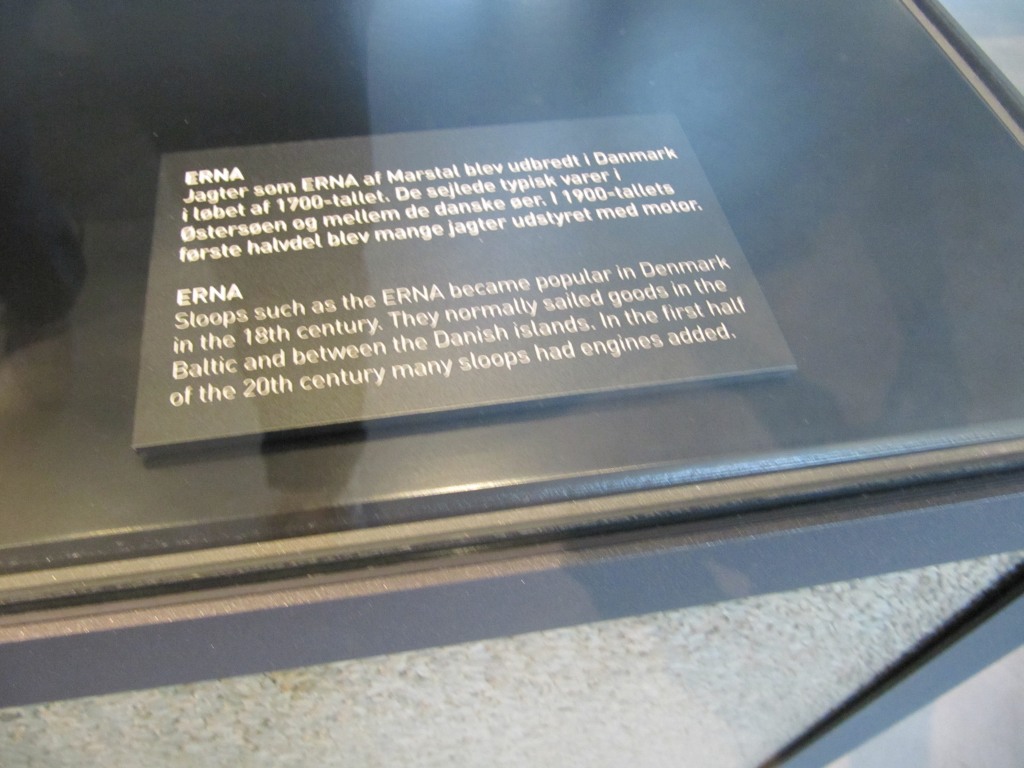 ERNA
Jagter som ERNA af Marstal blev udbredt i Danmark
i løbet af 1700-tallet. De sejlede typisk varer i
Østersøen og mellem de danske øer. I 1900-tallets
første halvdel blev mange jagter udstyret med motor.
ERNA
Sloops such as the ERNA became popular in Denmark
in the 18th century. They normally sailed goods in the
Baltic and between the Danish islands. In the first half
of the 20th century many sloops had engines added.